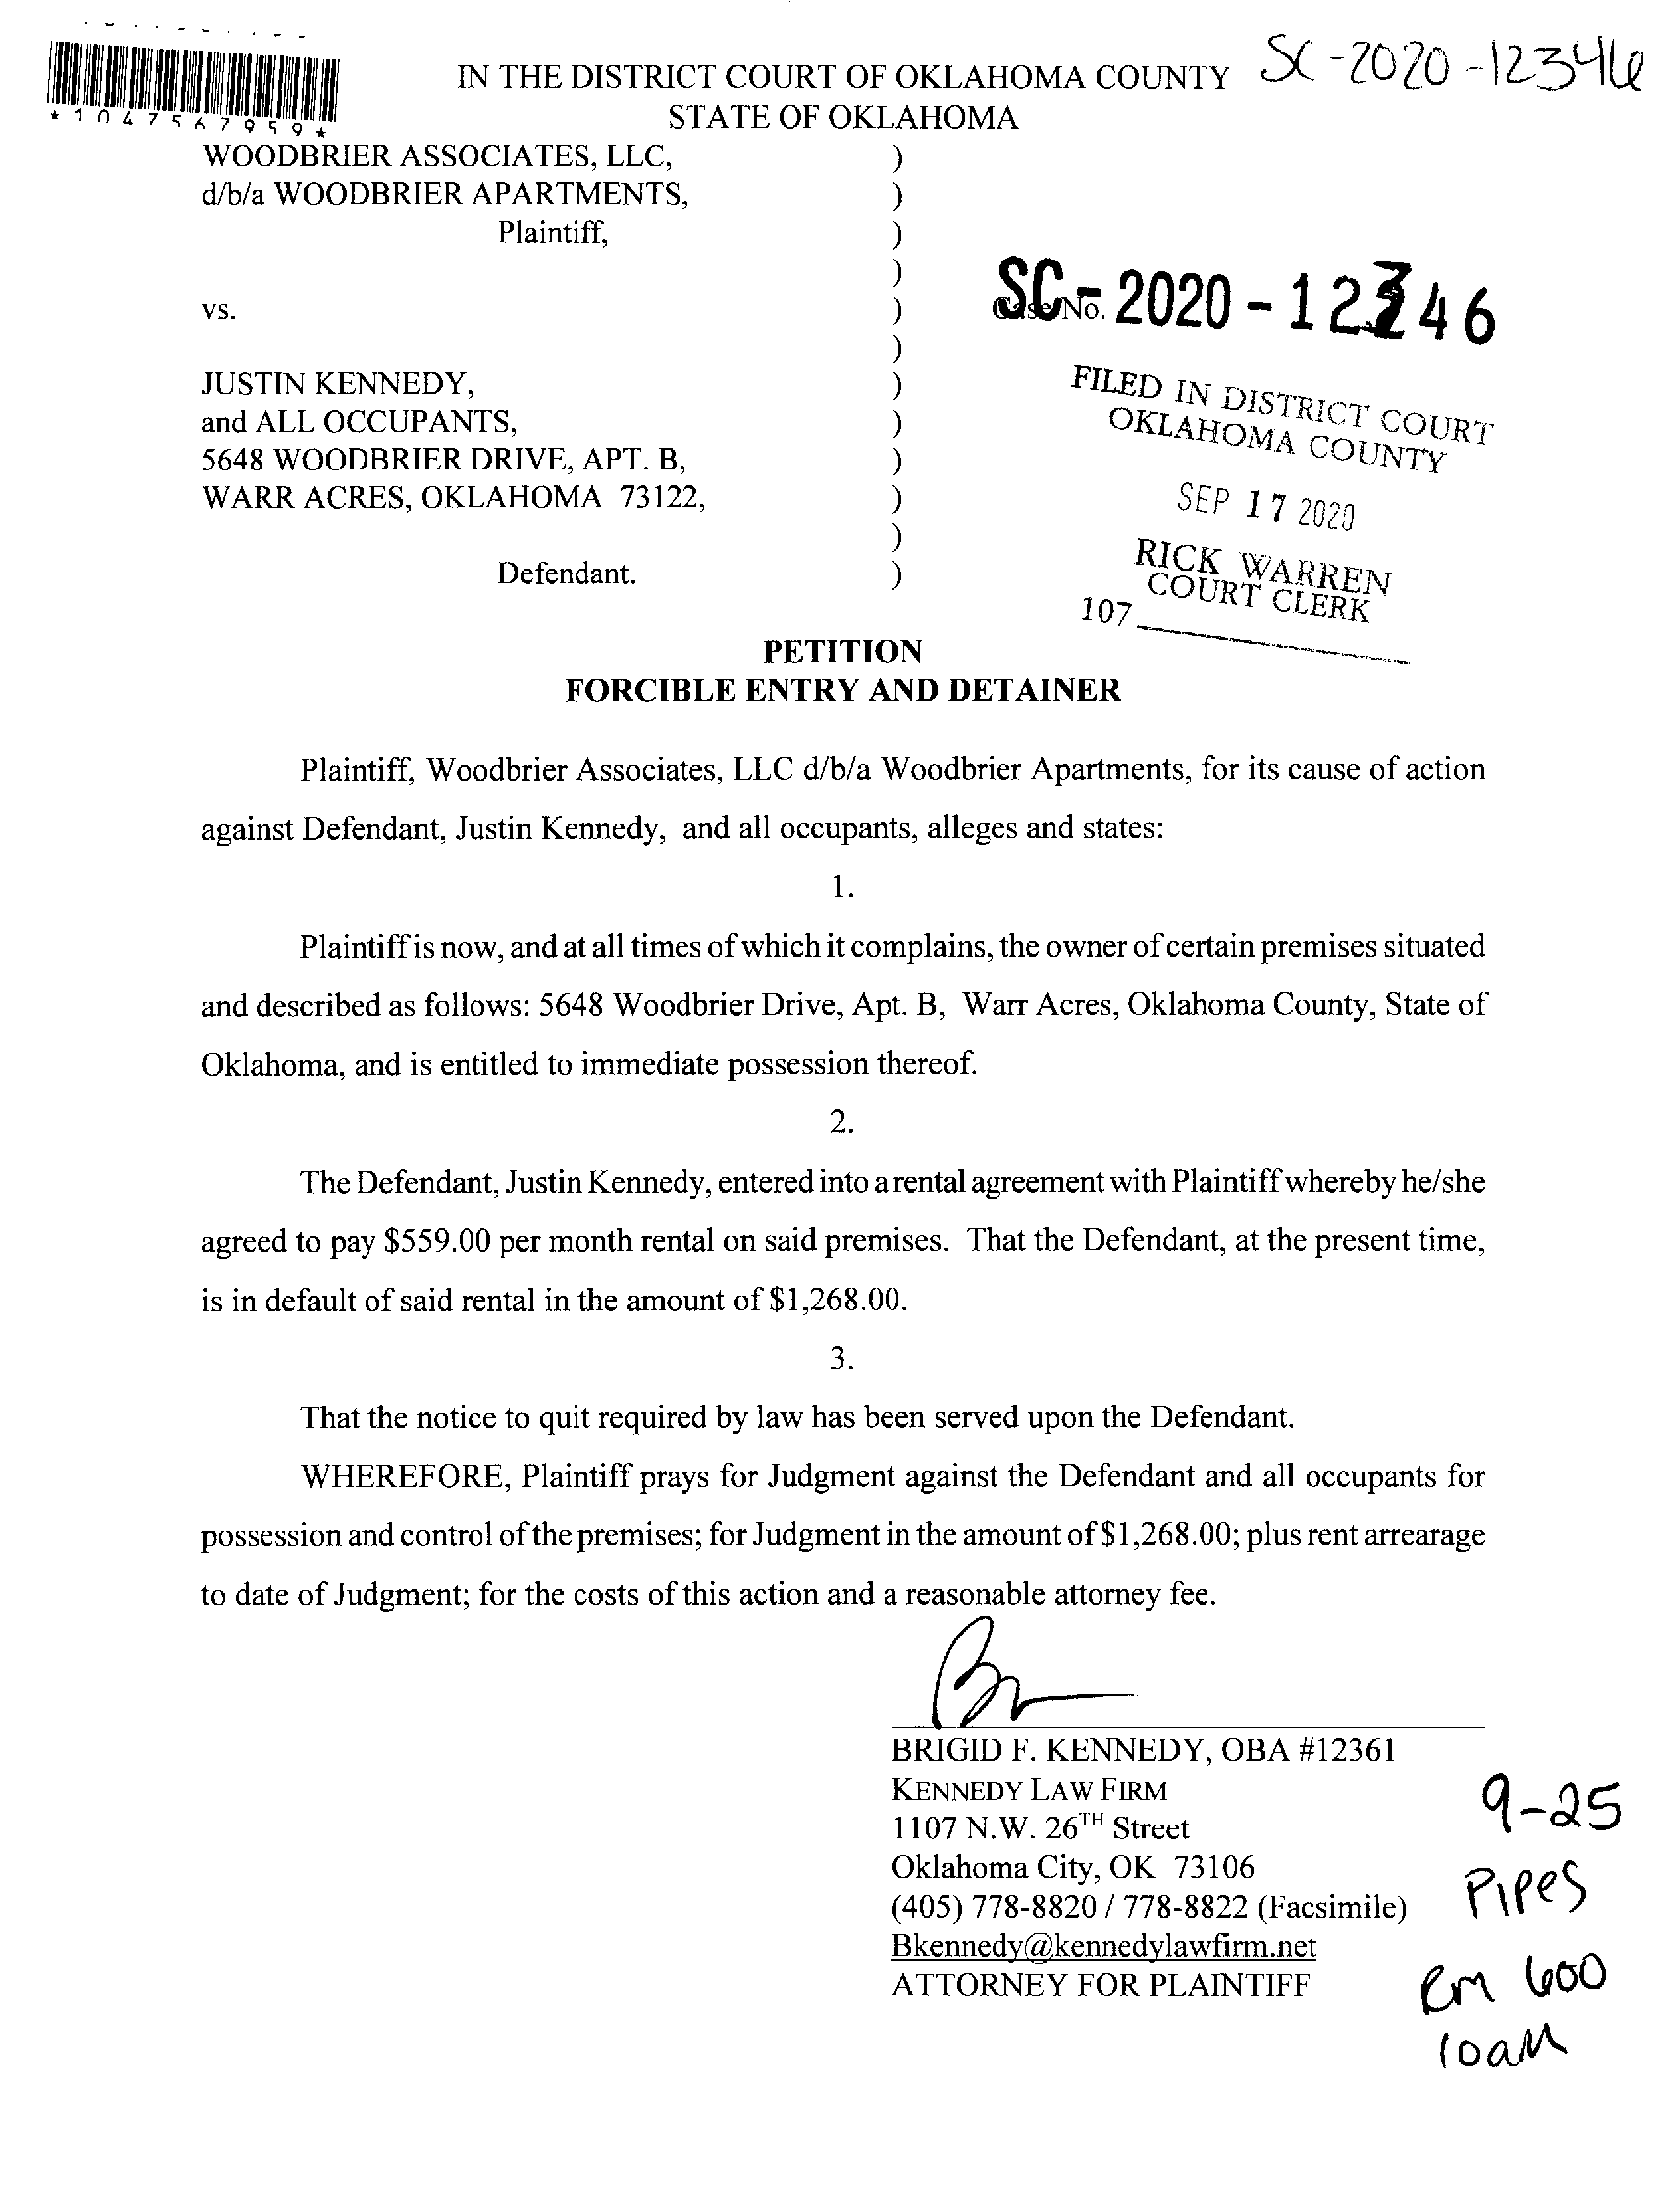 SC-2020-12346
*1047567959*
IN THE DISTRICT COURT OF OKLAHOMA COUNTY
STATE OF OKLAHOMA
WOODBRIER ASSOCIATES, LLC, )
d/b/a WOODBRIER APARTMENTS, )
Plaintiff, )
)
vs. ) Case No. SC-2020-12346
)
JUSTIN KENNEDY, )
and ALL OCCUPANTS, )
5648 WOODBRIER DRIVE, APT. B, )
WARR ACRES, OKLAHOMA 73122, )
)
Defendant. )
FILED IN DISTRICT COURT
OKLAHOMA COUNTY
SEP 17 2020
RICK WARREN
COURT CLERK
107
PETITION
FORCIBLE ENTRY AND DETAINER
Plaintiff, Woodbrier Associates, LLC d/b/a Woodbrier Apartments, for its cause of action
against Defendant, Justin Kennedy, and all occupants, alleges and states:
1.
Plaintiff is now, and at all times of which it complains, the owner of certain premises situated
and described as follows: 5648 Woodbrier Drive, Apt. B, Warr Acres, Oklahoma County, State of
Oklahoma, and is entitled to immediate possession thereof.
2.
The Defendant, Justin Kennedy, entered into a rental agreement with Plaintiff whereby he/she
agreed to pay $559.00 per month rental on said premises. That the Defendant, at the present time,
is in default of said rental in the amount of $1,268.00.
3.
That the notice to quit required by law has been served upon the Defendant.
WHEREFORE, Plaintiff prays for Judgment against the Defendant and all occupants for
possession and control of the premises; for Judgment in the amount of $1,268.00; plus rent arrearage
to date of Judgment; for the costs of this action and a reasonable attorney fee.
BRIGID F. KENNEDY, OBA #12361
KENNEDY LAW FIRM
1107 N.W. 26TH Street
Oklahoma City, OK 73106
(405) 778-8820 / 778-8822 (Facsimile)
Bkennedy@kennedylawfirm.net
ATTORNEY FOR PLAINTIFF
9-25
Pipes
Rm 600
10am